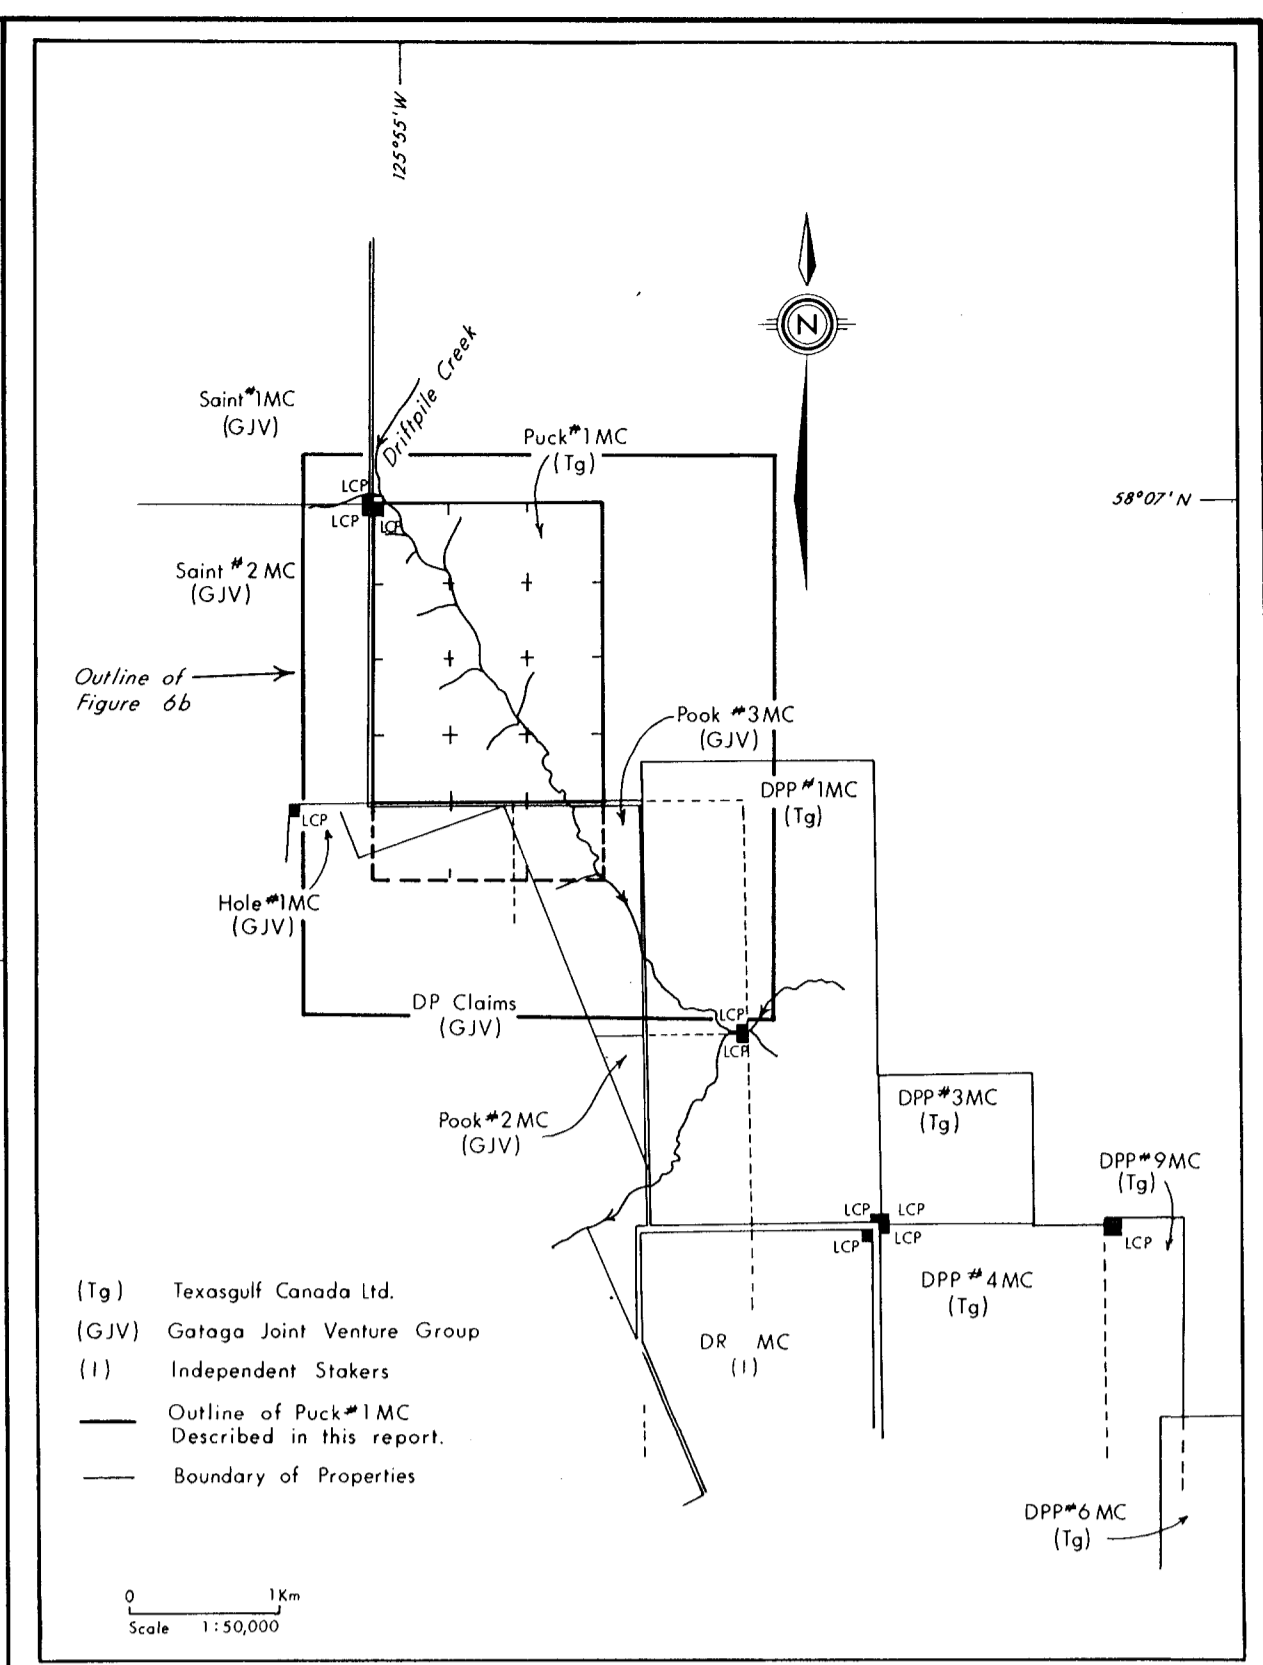 125°55'W
N
Driftpile Creek
Saint #1MC
(GJV)
Puck #1MC
(Tg)
LCP
LCP
LCP
58°07'N
Saint #2 MC
(GJV)
Outline of
Figure 6b
Pook #3MC
(GJV)
DPP #1MC
(Tg)
LCP
Hole #1MC
(GJV)
DP Claims
(GJV)
LCP
LCP
DPP #3MC
(Tg)
Pook #2MC
(GJV)
DPP #9MC
(Tg)
LCP
LCP
LCP
LCP
LCP
DPP #4MC
(Tg)
DR MC
(I)
(Tg) Texasgulf Canada Ltd.
(GJV) Gataga Joint Venture Group
(I) Independent Stakers
Outline of Puck #1MC
Described in this report.
Boundary of Properties
DPP #6 MC
(Tg)
0 1Km
Scale 1:50,000